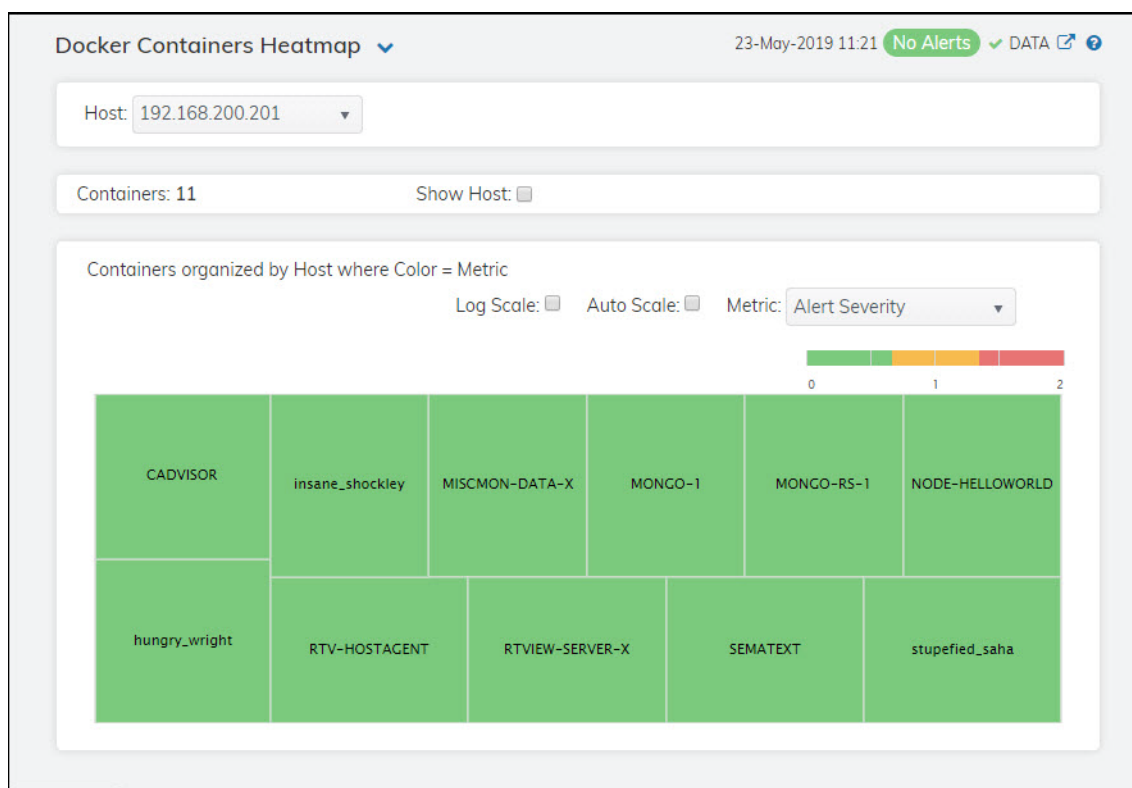 Docker Containers Heatmap
23-May-2019 11:21 No Alerts DATA
Host: 192.168.200.201
Containers: 11 Show Host:
Containers organized by Host where Color = Metric
Log Scale: Auto Scale: Metric: Alert Severity
0 1 2
CADVISOR
insane_shockley MISCMON-DATA-X MONGO-1 MONGO-RS-1 NODE-HELLOWORLD
hungry_wright
RTV-HOSTAGENT RTVIEW-SERVER-X SEMATEXT stupefied_saha